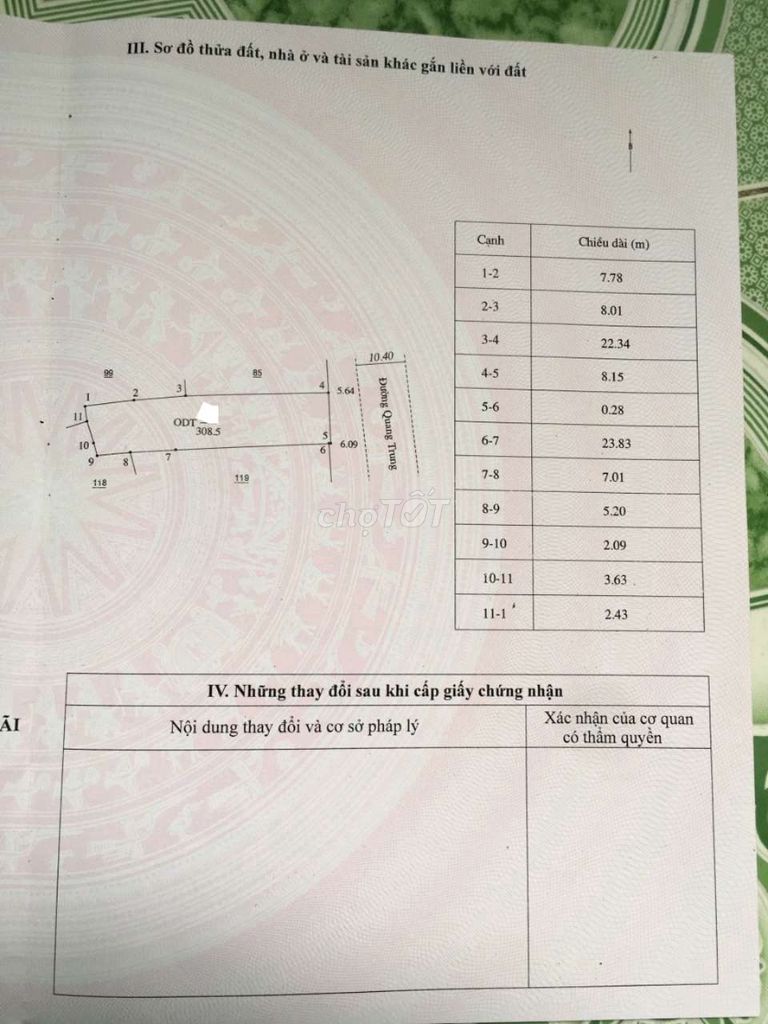 III. Sơ đồ thửa đất, nhà ở và tài sản khác gắn liền với đất
B
10.40
99
85
1
2
3
4
5.64
Đường Quang Trung
11
ODT
308.5
10
5
6
6.09
9
8
7
118
119
Cạnh Chiều dài (m)
1-2 7.78
2-3 8.01
3-4 22.34
4-5 8.15
5-6 0.28
6-7 23.83
7-8 7.01
8-9 5.20
9-10 2.09
10-11 3.63
11-1 2.43
chợTỐT
IV. Những thay đổi sau khi cấp giấy chứng nhận
ÃI
Nội dung thay đổi và cơ sở pháp lý
Xác nhận của cơ quan
có thẩm quyền